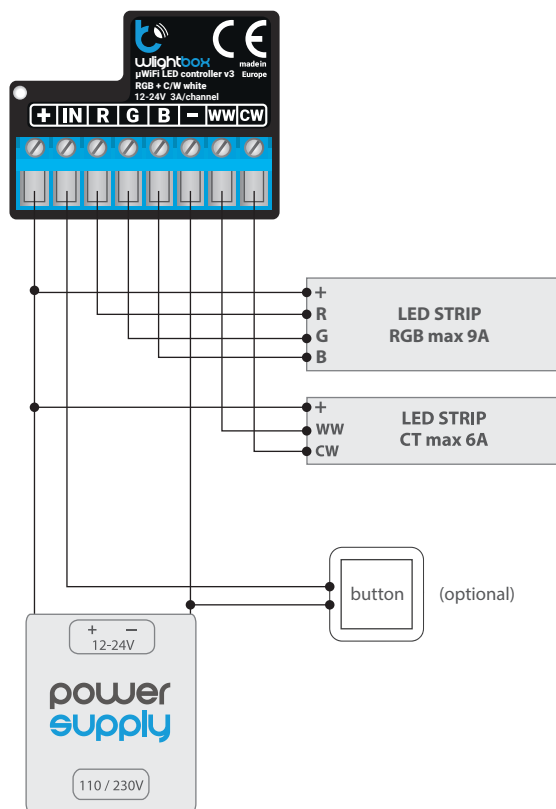 wlightbox
µWiFi LED controller v3
RGB + C/W white
12-24V 3A/channel
CE
made in
Europe
+ IN R G B − WW CW
+
R
G
B
LED STRIP
RGB max 9A
+
WW
CW
LED STRIP
CT max 6A
button
(optional)
+ −
12-24V
power
supply
110 / 230V